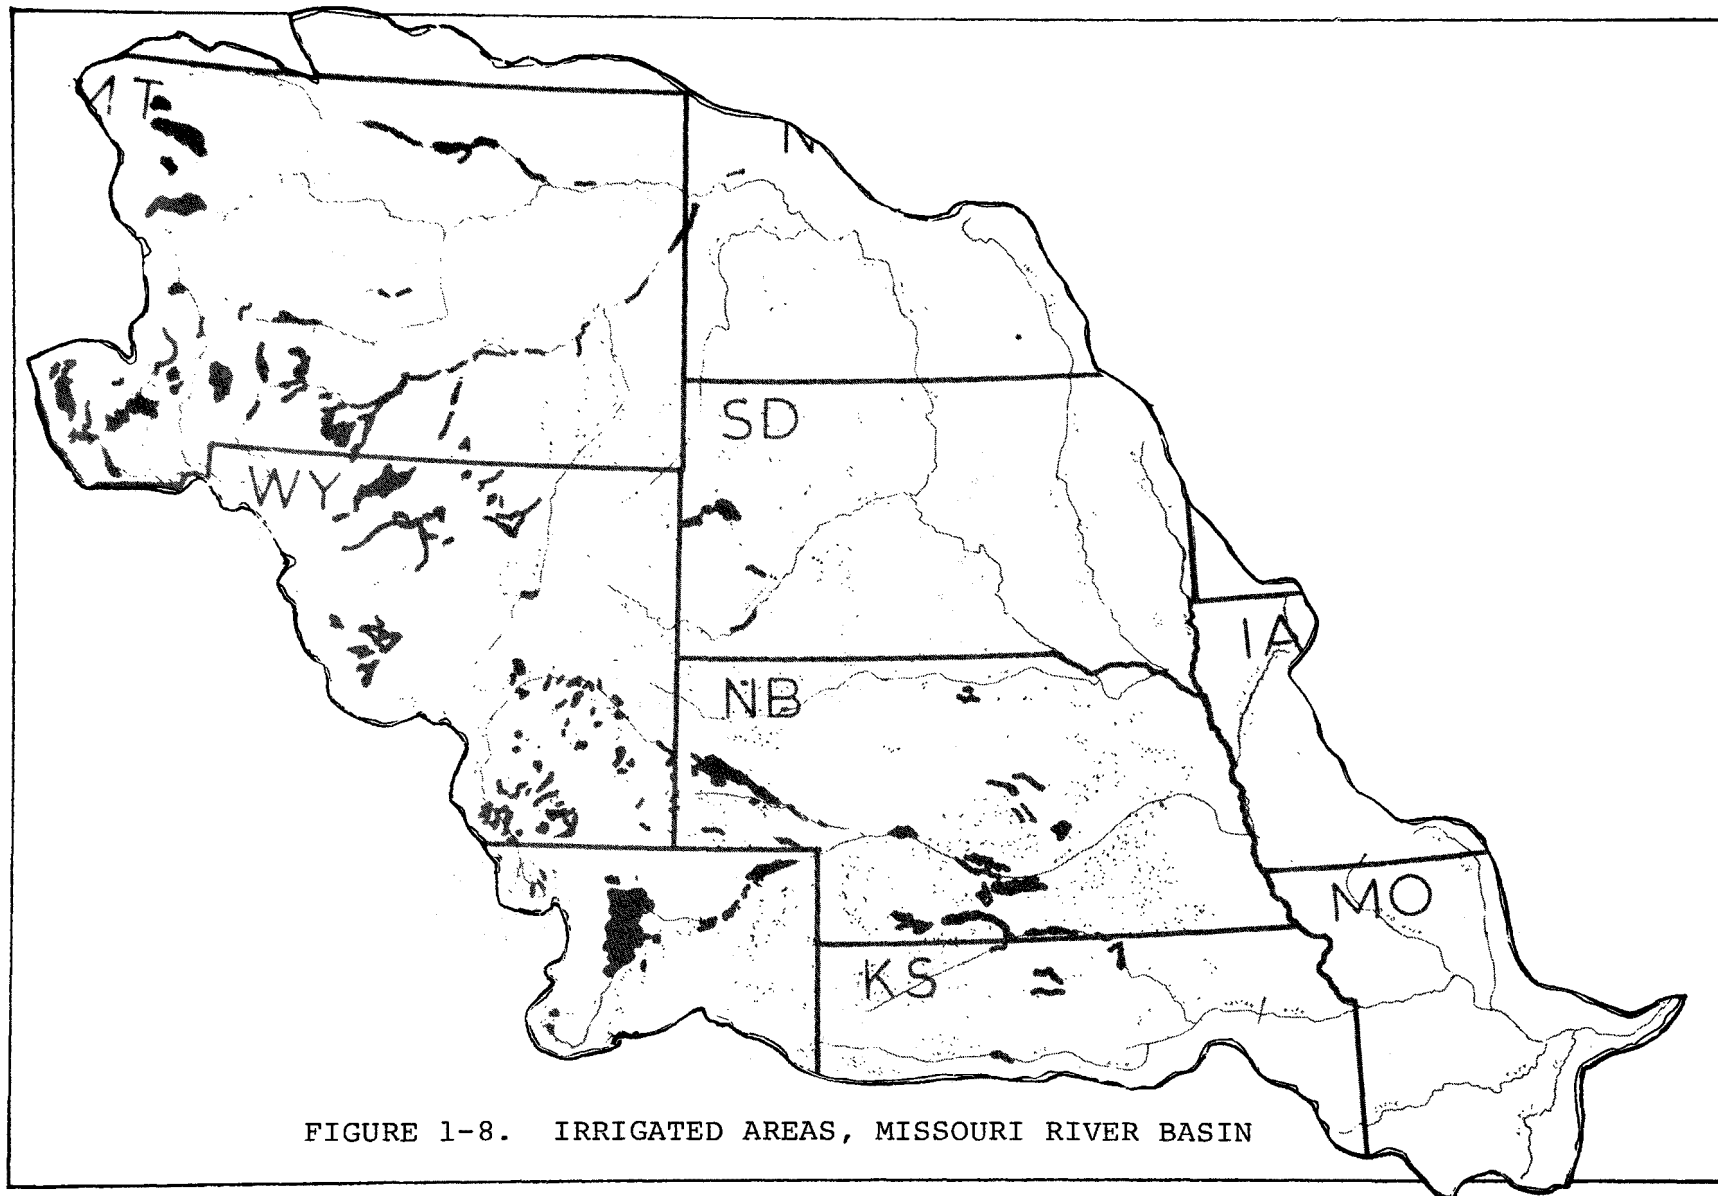 MT
N
SD
WY
IA
NB
MO
KS
FIGURE 1-8. IRRIGATED AREAS, MISSOURI RIVER BASIN